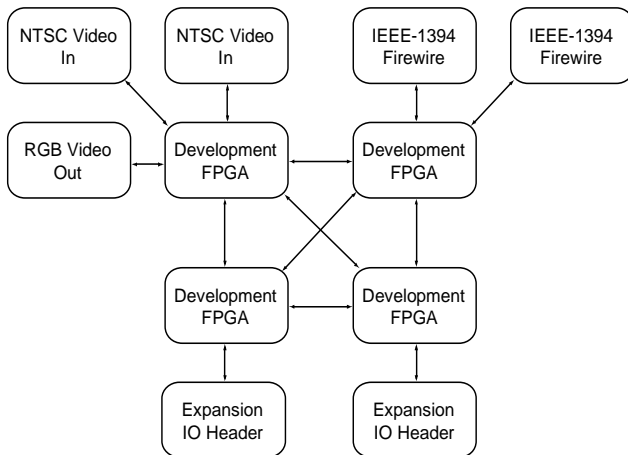 NTSC Video
In
NTSC Video
In
IEEE-1394
Firewire
IEEE-1394
Firewire
RGB Video
Out
Development
FPGA
Development
FPGA
Development
FPGA
Development
FPGA
Expansion
IO Header
Expansion
IO Header